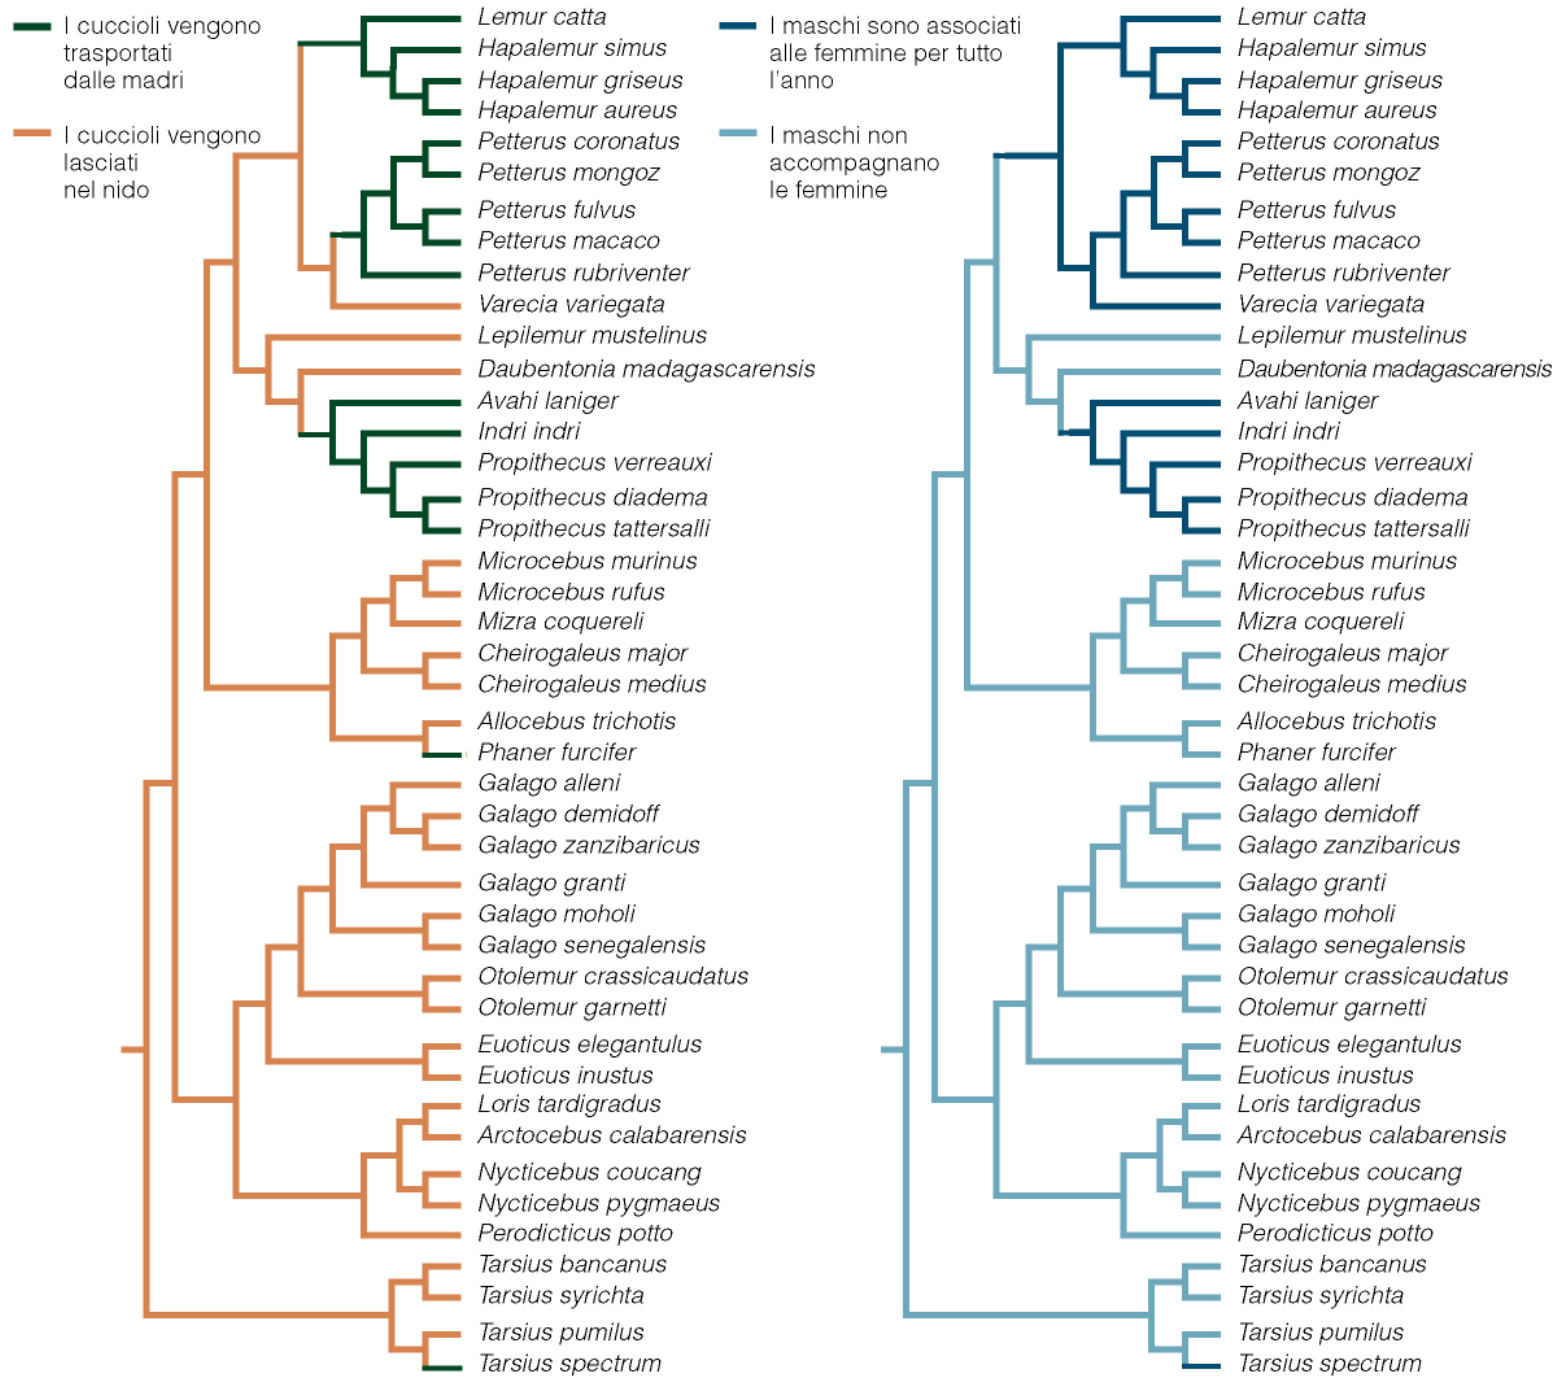 I cuccioli vengono
trasportati
dalle madri
I cuccioli vengono
lasciati
nel nido
Lemur catta
Hapalemur simus
Hapalemur griseus
Hapalemur aureus
Petterus coronatus
Petterus mongoz
Petterus fulvus
Petterus macaco
Petterus rubriventer
Varecia variegata
Lepilemur mustelinus
Daubentonia madagascarensis
Avahi laniger
Indri indri
Propithecus verreauxi
Propithecus diadema
Propithecus tattersalli
Microcebus murinus
Microcebus rufus
Mizra coquereli
Cheirogaleus major
Cheirogaleus medius
Allocebus trichotis
Phaner furcifer
Galago alleni
Galago demidoff
Galago zanzibaricus
Galago granti
Galago moholi
Galago senegalensis
Otolemur crassicaudatus
Otolemur garnetti
Euoticus elegantulus
Euoticus inustus
Loris tardigradus
Arctocebus calabarensis
Nycticebus coucang
Nycticebus pygmaeus
Perodicticus potto
Tarsius bancanus
Tarsius syrichta
Tarsius pumilus
Tarsius spectrum
I maschi sono associati
alle femmine per tutto
l'anno
I maschi non
accompagnano
le femmine
Lemur catta
Hapalemur simus
Hapalemur griseus
Hapalemur aureus
Petterus coronatus
Petterus mongoz
Petterus fulvus
Petterus macaco
Petterus rubriventer
Varecia variegata
Lepilemur mustelinus
Daubentonia madagascarensis
Avahi laniger
Indri indri
Propithecus verreauxi
Propithecus diadema
Propithecus tattersalli
Microcebus murinus
Microcebus rufus
Mizra coquereli
Cheirogaleus major
Cheirogaleus medius
Allocebus trichotis
Phaner furcifer
Galago alleni
Galago demidoff
Galago zanzibaricus
Galago granti
Galago moholi
Galago senegalensis
Otolemur crassicaudatus
Otolemur garnetti
Euoticus elegantulus
Euoticus inustus
Loris tardigradus
Arctocebus calabarensis
Nycticebus coucang
Nycticebus pygmaeus
Perodicticus potto
Tarsius bancanus
Tarsius syrichta
Tarsius pumilus
Tarsius spectrum